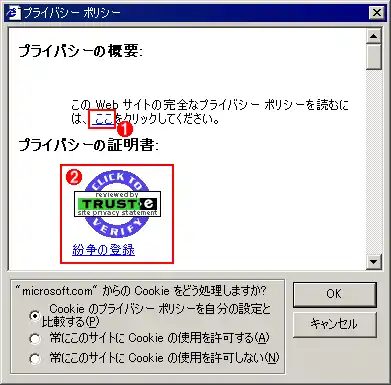 プライバシー ポリシー
プライバシーの概要:
この Web サイトの完全なプライバシー ポリシーを読むに
は、ここをクリックしてください。
1
プライバシーの証明書:
2
CLICK TO
reviewed by
TRUST·e
site privacy statement
VERIFY
紛争の登録
"microsoft.com" からの Cookie をどう処理しますか?
Cookie のプライバシー ポリシーを自分の設定と
比較する(P)
常にこのサイトに Cookie の使用を許可する(A)
常にこのサイトに Cookie の使用を許可しない(N)
OK
キャンセル